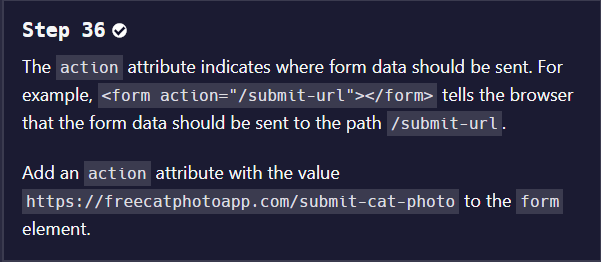 Step 36
The action attribute indicates where form data should be sent. For
example, <form action="/submit-url"></form> tells the browser
that the form data should be sent to the path /submit-url.
Add an action attribute with the value
https://freecatphotoapp.com/submit-cat-photo to the form
element.